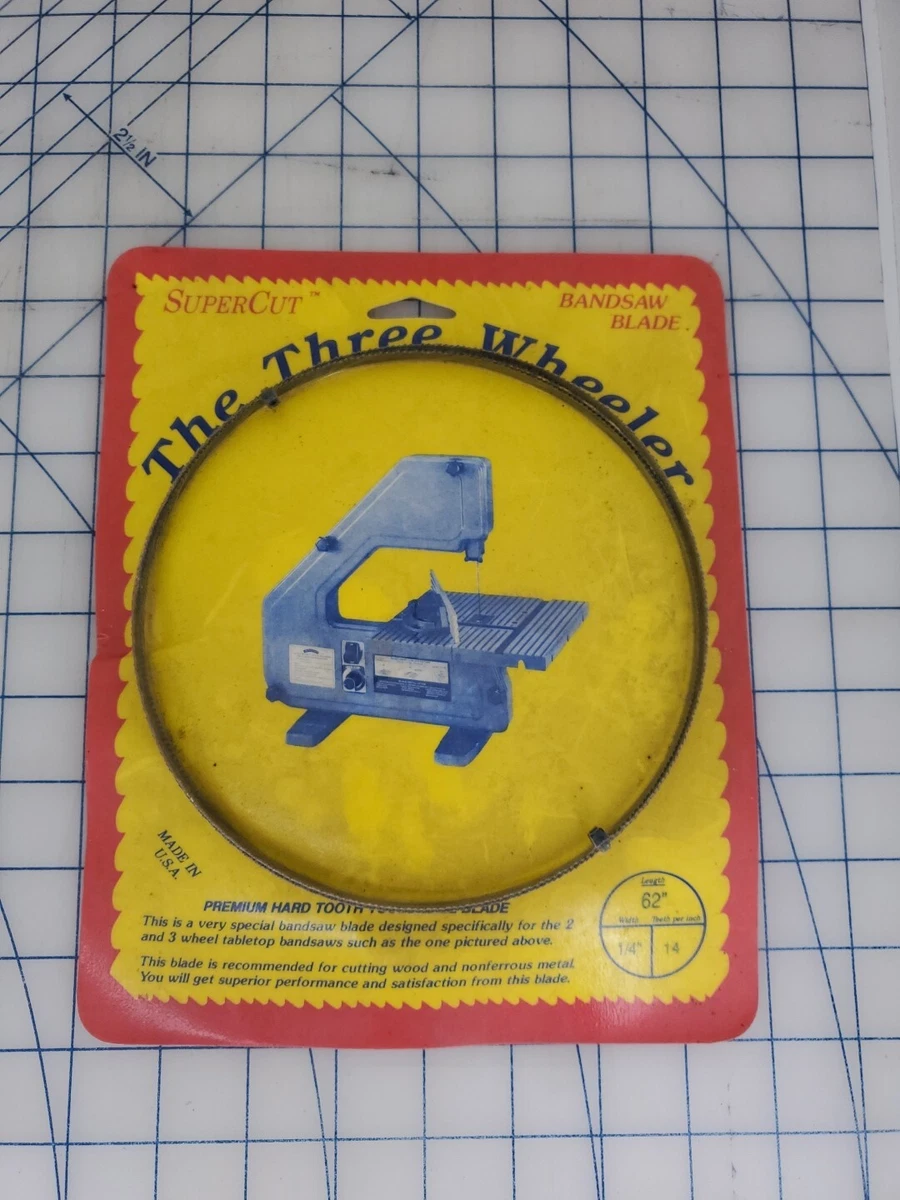 2½ IN
SUPERCUT™
BANDSAW
BLADE.
The Three Wheeler
MADE IN
U.S.A.
PREMIUM HARD TOOTH BLADE
This is a very special bandsaw blade designed specifically for the 2
and 3 wheel tabletop bandsaws such as the one pictured above.
This blade is recommended for cutting wood and nonferrous metal.
You will get superior performance and satisfaction from this blade.
Length
62"
Width Teeth per inch
1/4" 14